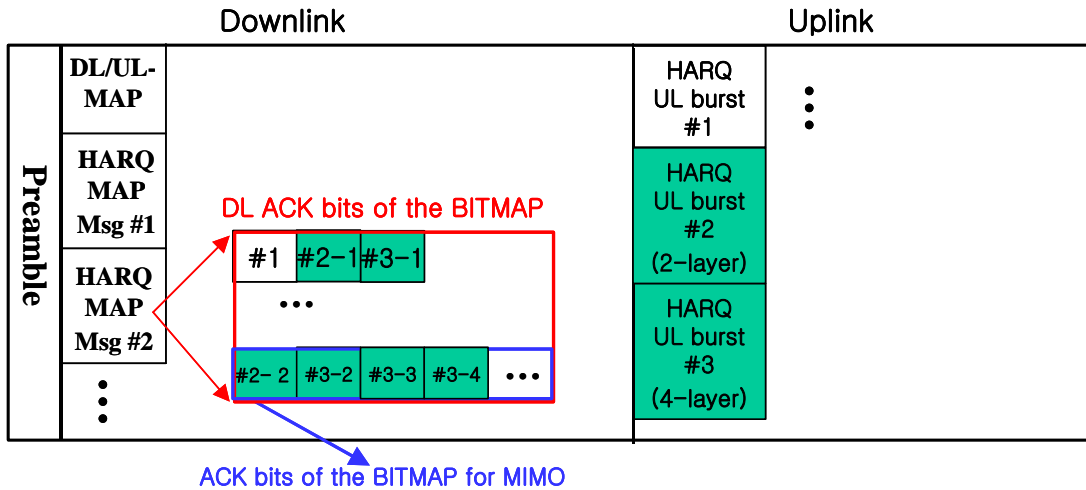 Downlink
Uplink
Preamble
DL/UL-
MAP
HARQ
MAP
Msg #1
HARQ
MAP
Msg #2
DL ACK bits of the BITMAP
#1
#2-1
#3-1
...
#2- 2
#3-2
#3-3
#3-4
...
ACK bits of the BITMAP for MIMO
HARQ
UL burst
#1
HARQ
UL burst
#2
(2-layer)
HARQ
UL burst
#3
(4-layer)